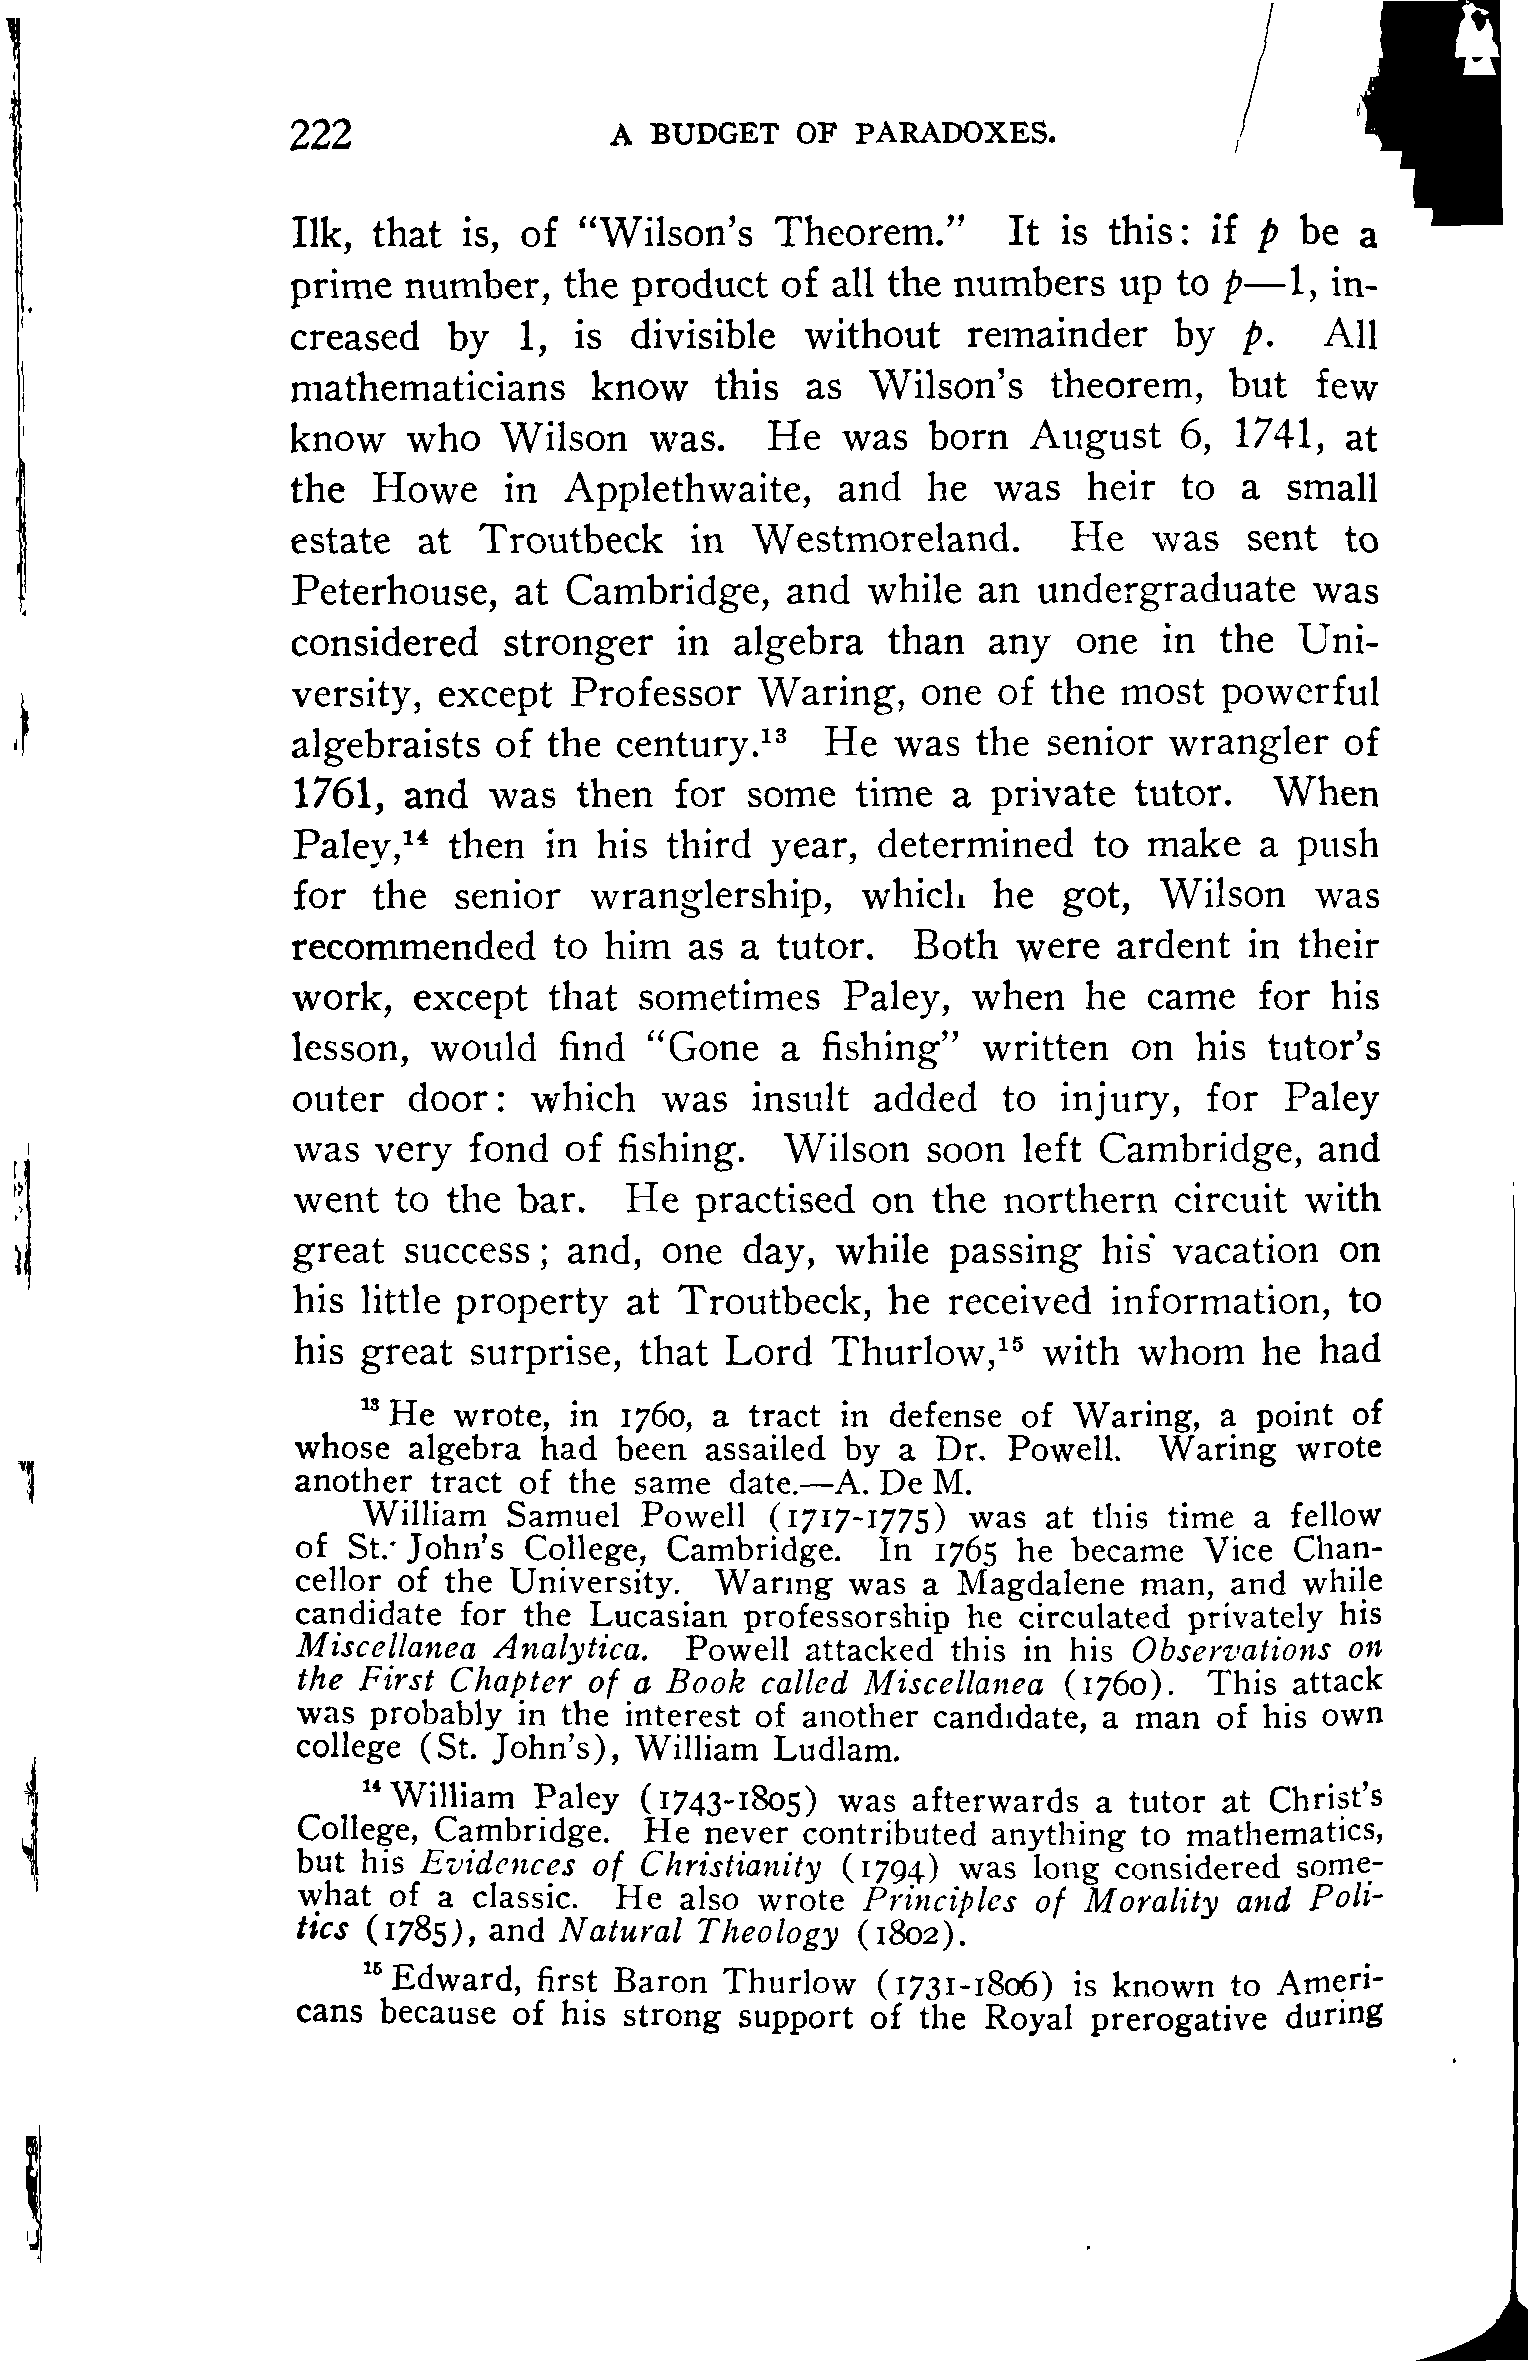 222 A BUDGET OF PARADOXES.
Ilk, that is, of “Wilson’s Theorem.” It is this: if p be a
prime number, the product of all the numbers up to p—1, in-
creased by 1, is divisible without remainder by p. All
mathematicians know this as Wilson’s theorem, but few
know who Wilson was. He was born August 6, 1741, at
the Howe in Applethwaite, and he was heir to a small
estate at Troutbeck in Westmoreland. He was sent to
Peterhouse, at Cambridge, and while an undergraduate was
considered stronger in algebra than any one in the Uni-
versity, except Professor Waring, one of the most powerful
algebraists of the century.¹³ He was the senior wrangler of
1761, and was then for some time a private tutor. When
Paley,¹⁴ then in his third year, determined to make a push
for the senior wranglership, which he got, Wilson was
recommended to him as a tutor. Both were ardent in their
work, except that sometimes Paley, when he came for his
lesson, would find “Gone a fishing” written on his tutor’s
outer door: which was insult added to injury, for Paley
was very fond of fishing. Wilson soon left Cambridge, and
went to the bar. He practised on the northern circuit with
great success; and, one day, while passing his vacation on
his little property at Troutbeck, he received information, to
his great surprise, that Lord Thurlow,¹⁵ with whom he had
¹³ He wrote, in 1760, a tract in defense of Waring, a point of
whose algebra had been assailed by a Dr. Powell. Waring wrote
another tract of the same date.—A. De M.
William Samuel Powell (1717-1775) was at this time a fellow
of St. John’s College, Cambridge. In 1765 he became Vice Chan-
cellor of the University. Waring was a Magdalene man, and while
candidate for the Lucasian professorship he circulated privately his
Miscellanea Analytica. Powell attacked this in his Observations on
the First Chapter of a Book called Miscellanea (1760). This attack
was probably in the interest of another candidate, a man of his own
college (St. John’s), William Ludlam.
¹⁴ William Paley (1743-1805) was afterwards a tutor at Christ’s
College, Cambridge. He never contributed anything to mathematics,
but his Evidences of Christianity (1794) was long considered some-
what of a classic. He also wrote Principles of Morality and Poli-
tics (1785), and Natural Theology (1802).
¹⁵ Edward, first Baron Thurlow (1731-1806) is known to Ameri-
cans because of his strong support of the Royal prerogative during